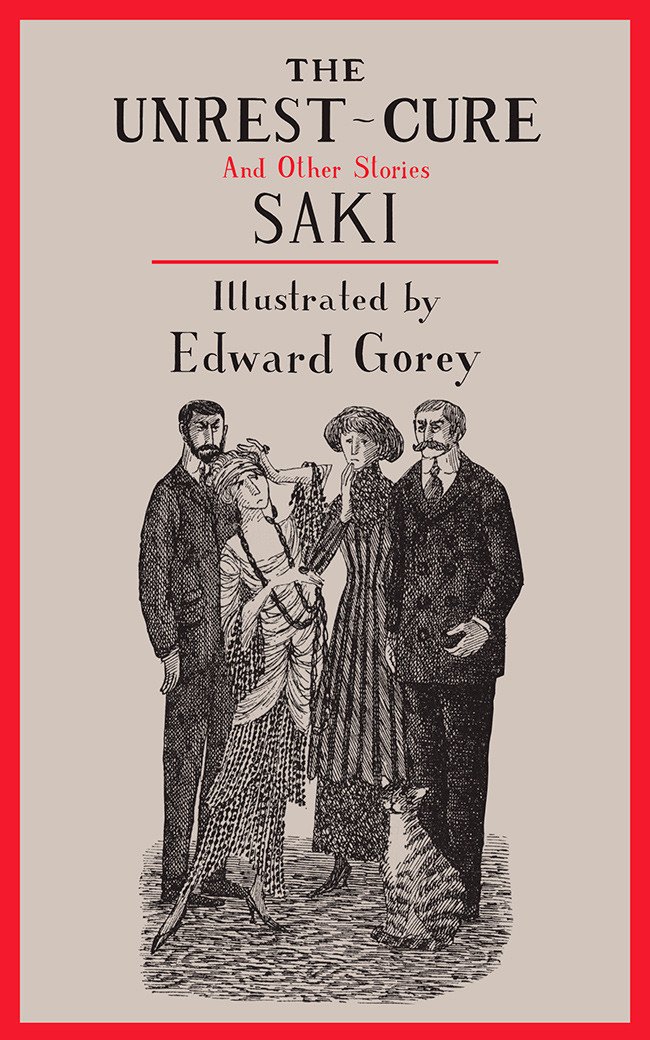 THE
UNREST~CURE
And Other Stories
SAKI
Illustrated by
Edward Gorey